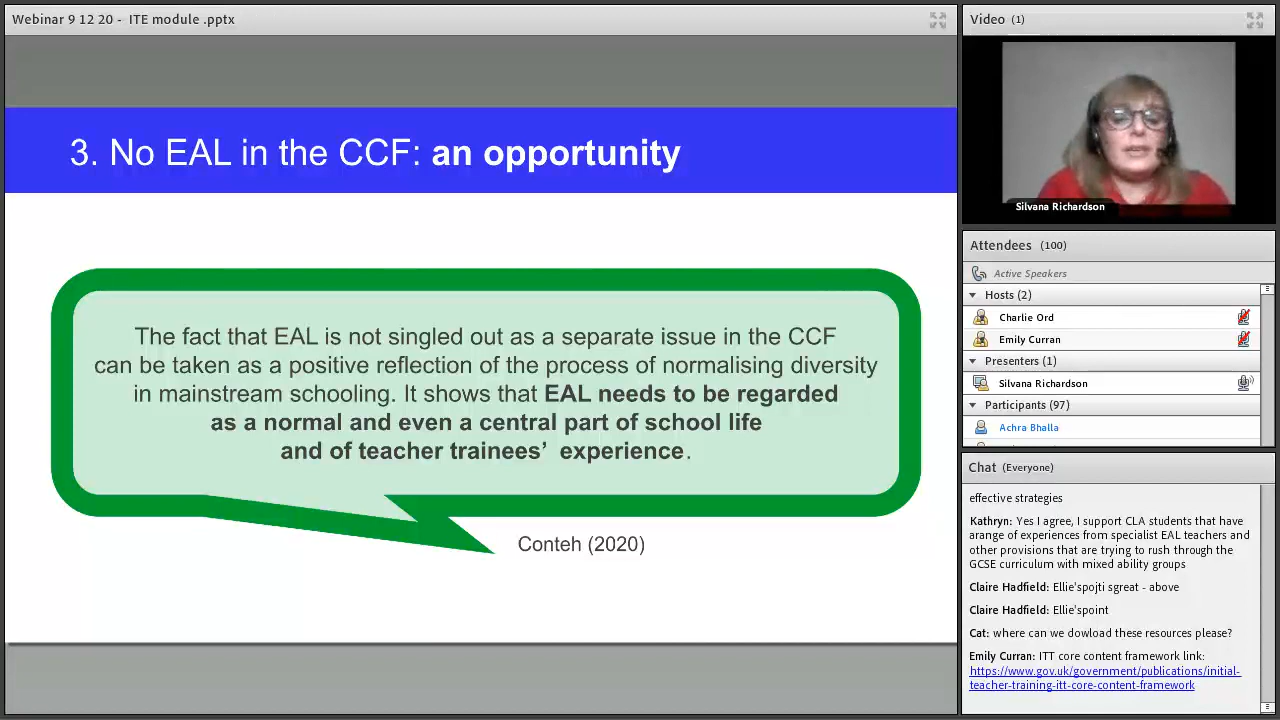 Webinar 9 12 20 - ITE module .pptx
3. No EAL in the CCF: an opportunity
The fact that EAL is not singled out as a separate issue in the CCF
can be taken as a positive reflection of the process of normalising diversity
in mainstream schooling. It shows that EAL needs to be regarded
as a normal and even a central part of school life
and of teacher trainees’ experience.
Conteh (2020)
Video (1)
Silvana Richardson
Attendees (100)
Active Speakers
Hosts (2)
Charlie Ord
Emily Curran
Presenters (1)
Silvana Richardson
Participants (97)
Achra Bhalla
Chat (Everyone)
effective strategies
Kathryn: Yes I agree, I support CLA students that have
arange of experiences from specialist EAL teachers and
other provisions that are trying to rush through the
GCSE curriculum with mixed ability groups
Claire Hadfield: Ellie'spojti sgreat - above
Claire Hadfield: Ellie'spoint
Cat: where can we dowload these resources please?
Emily Curran: ITT core content framework link:
https://www.gov.uk/government/publications/initial-
teacher-training-itt-core-content-framework